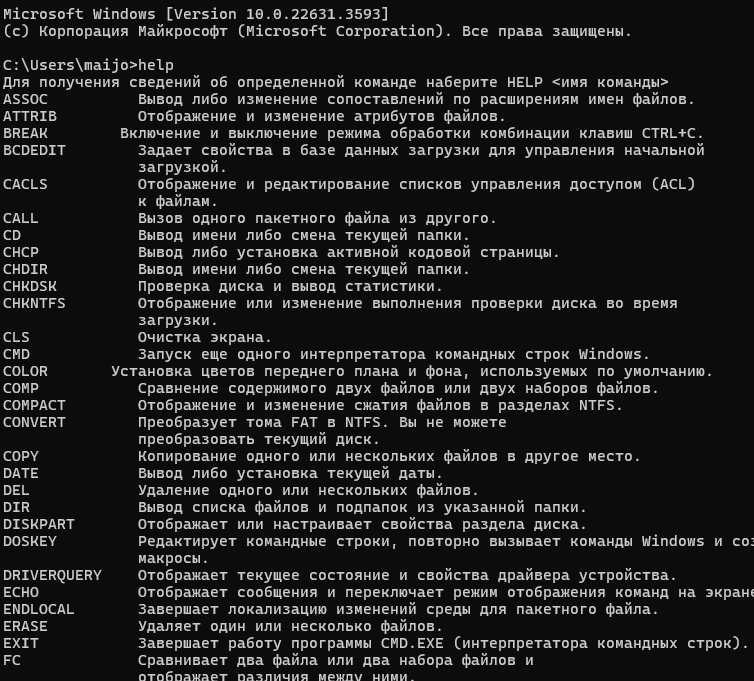 Microsoft Windows [Version 10.0.22631.3593]
(c) Корпорация Майкрософт (Microsoft Corporation). Все права защищены.
C:\Users\maijo>help
Для получения сведений об определенной команде наберите HELP <имя команды>
ASSOC          Вывод либо изменение сопоставлений по расширениям имен файлов.
ATTRIB         Отображение и изменение атрибутов файлов.
BREAK        Включение и выключение режима обработки комбинации клавиш CTRL+C.
BCDEDIT        Задает свойства в базе данных загрузки для управления начальной
               загрузкой.
CACLS          Отображение и редактирование списков управления доступом (ACL)
               к файлам.
CALL           Вызов одного пакетного файла из другого.
CD             Вывод имени либо смена текущей папки.
CHCP           Вывод либо установка активной кодовой страницы.
CHDIR          Вывод имени либо смена текущей папки.
CHKDSK         Проверка диска и вывод статистики.
CHKNTFS        Отображение или изменение выполнения проверки диска во время
               загрузки.
CLS            Очистка экрана.
CMD            Запуск еще одного интерпретатора командных строк Windows.
COLOR       Установка цветов переднего плана и фона, используемых по умолчанию.
COMP           Сравнение содержимого двух файлов или двух наборов файлов.
COMPACT        Отображение и изменение сжатия файлов в разделах NTFS.
CONVERT        Преобразует тома FAT в NTFS. Вы не можете
               преобразовать текущий диск.
COPY           Копирование одного или нескольких файлов в другое место.
DATE           Вывод либо установка текущей даты.
DEL            Удаление одного или нескольких файлов.
DIR            Вывод списка файлов и подпапок из указанной папки.
DISKPART       Отображает или настраивает свойства раздела диска.
DOSKEY         Редактирует командные строки, повторно вызывает команды Windows и соз
               макросы.
DRIVERQUERY    Отображает текущее состояние и свойства драйвера устройства.
ECHO           Отображает сообщения и переключает режим отображения команд на экране
ENDLOCAL       Завершает локализацию изменений среды для пакетного файла.
ERASE          Удаляет один или несколько файлов.
EXIT           Завершает работу программы CMD.EXE (интерпретатора командных строк).
FC             Сравнивает два файла или два набора файлов и
               отображает различия между ними.